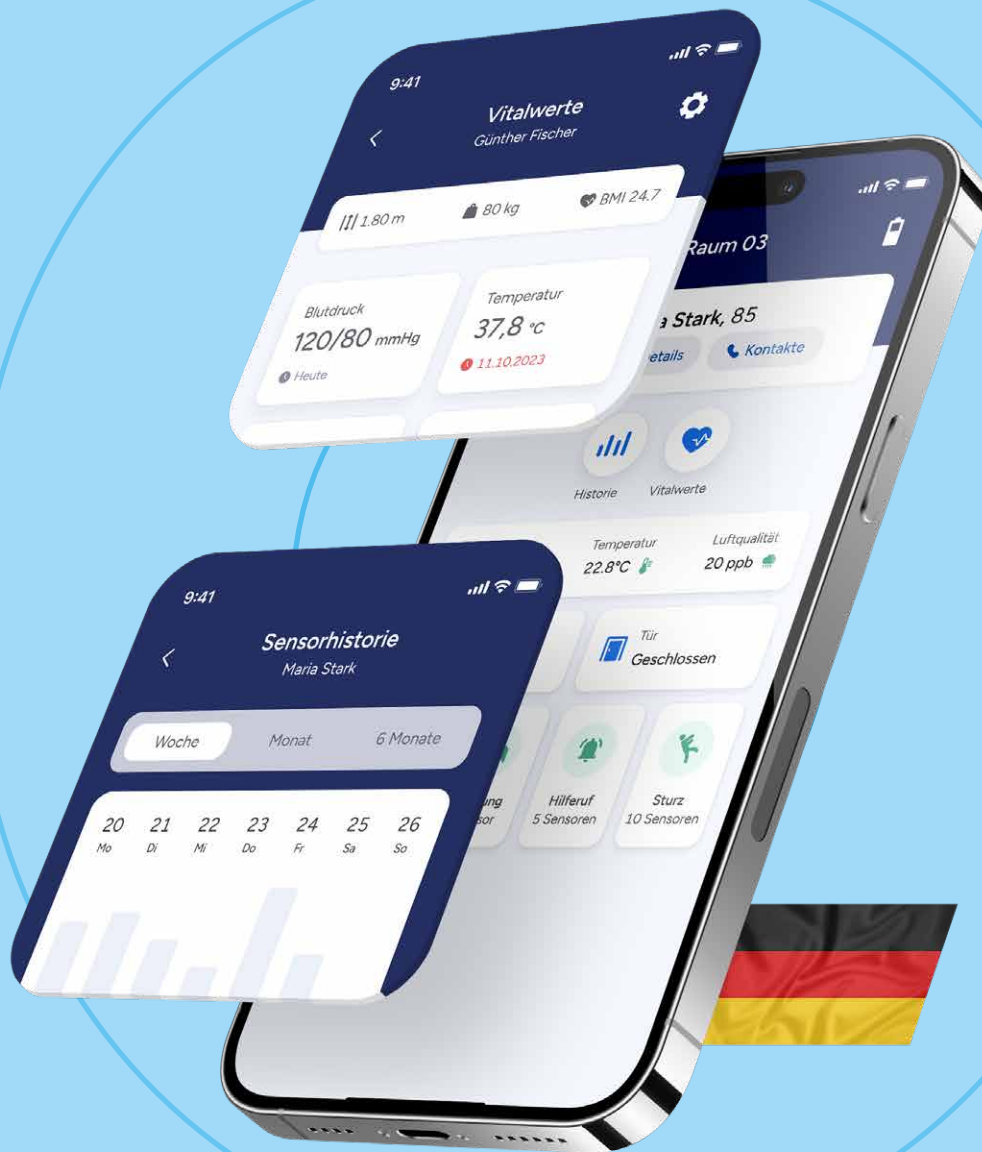 9:41
Vitalwerte
Günther Fischer
1.80 m
80 kg
BMI 24.7
Blutdruck
120/80 mmHg
Heute
Temperatur
37,8 °C
11.10.2023
Raum 03
a Stark, 85
etails
Kontakte
Historie
Vitalwerte
Temperatur
22.8°C
Luftqualität
20 ppb
Tür
Geschlossen
ung
sor
Hilferuf
5 Sensoren
Sturz
10 Sensoren
9:41
Sensorhistorie
Maria Stark
Woche
Monat
6 Monate
20 21 22 23 24 25 26
Mo Di Mi Do Fr Sa So